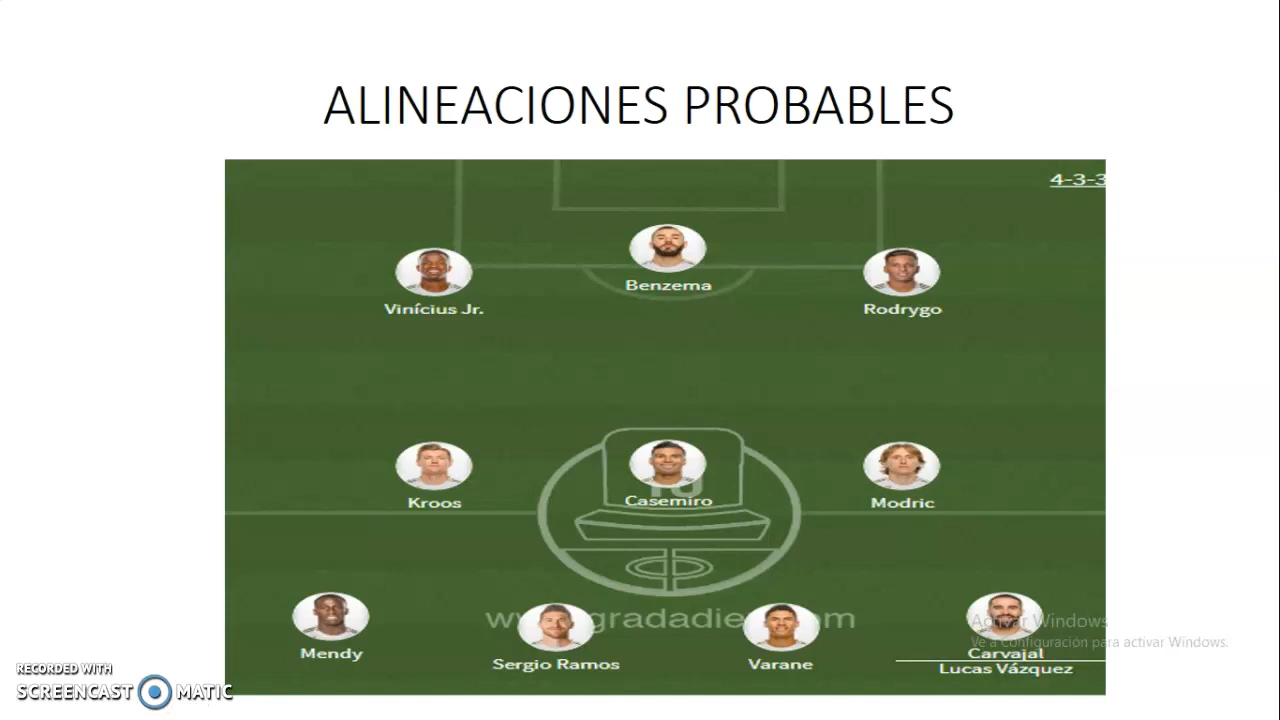 ALINEACIONES PROBABLES
4-3-3
Benzema
Vinícius Jr.
Rodrygo
Kroos
Casemiro
Modric
Mendy
Sergio Ramos
Varane
Carvajal
Lucas Vázquez
Activar Windows
Ve a Configuración para activar Windows.
RECORDED WITH
SCREENCAST MATIC